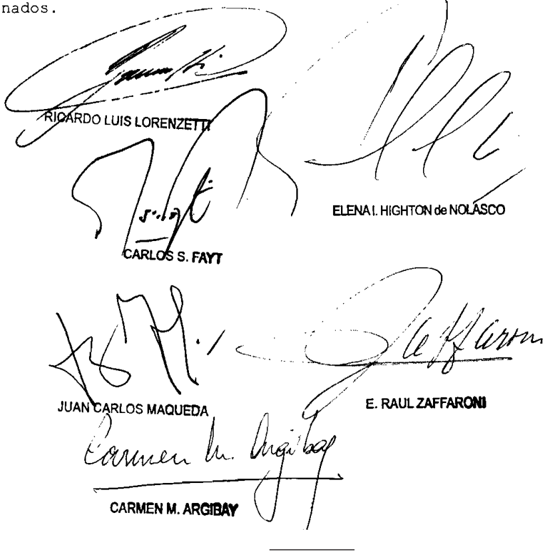 nados.
RICARDO LUIS LORENZETTI
ELENA I. HIGHTON de NOLASCO
CARLOS S. FAYT
JUAN CARLOS MAQUEDA
Zaffaroni
E. RAUL ZAFFARONI
Carmen M. Argibay
CARMEN M. ARGIBAY